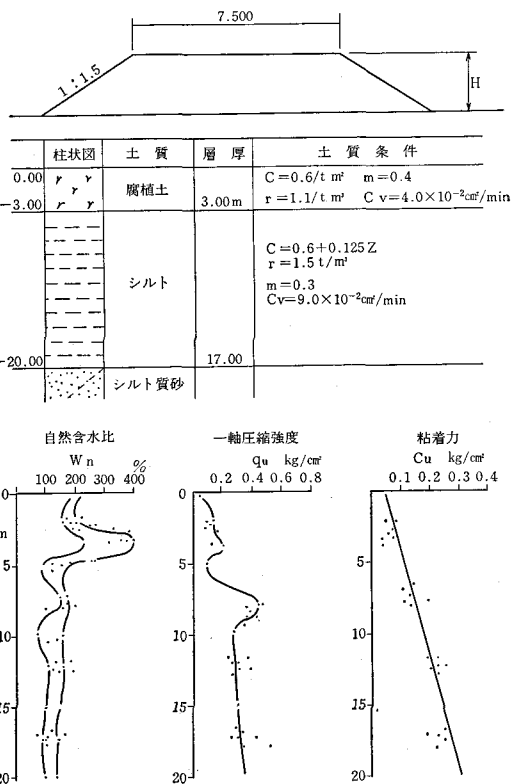 7.500
1:1.5
H
柱状図 土質 層厚 土質条件
0.00
-3.00
腐植土
3.00m
C=0.6/t m² m=0.4
r=1.1/t m³ Cv=4.0×10⁻²cm²/min
シルト
C=0.6+0.125Z
r=1.5t/m³
m=0.3
Cv=9.0×10⁻²cm²/min
-20.00
17.00
シルト質砂
自然含水比
Wn %
100 200 300 400
0
m
5
10
15
20
一軸圧縮強度
qu kg/cm²
0.2 0.4 0.6 0.8
0
5
10
15
20
粘着力
Cu kg/cm²
0.1 0.2 0.3 0.4
0
5
10
15
20